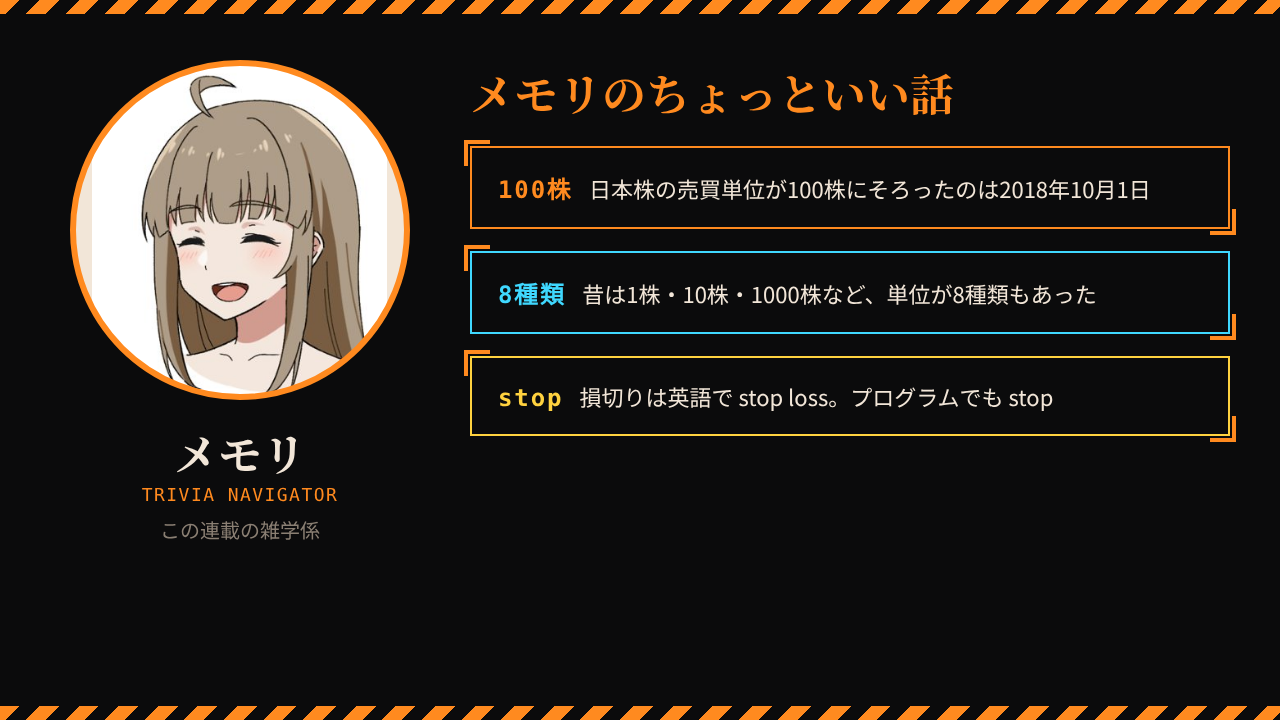 メモリのちょっといい話
100株 日本株の売買単位が100株にそろったのは2018年10月1日
8種類 昔は1株・10株・1000株など、単位が8種類もあった
stop 損切りは英語で stop loss。プログラムでも stop
メモリ
TRIVIA NAVIGATOR
この連載の雑学係